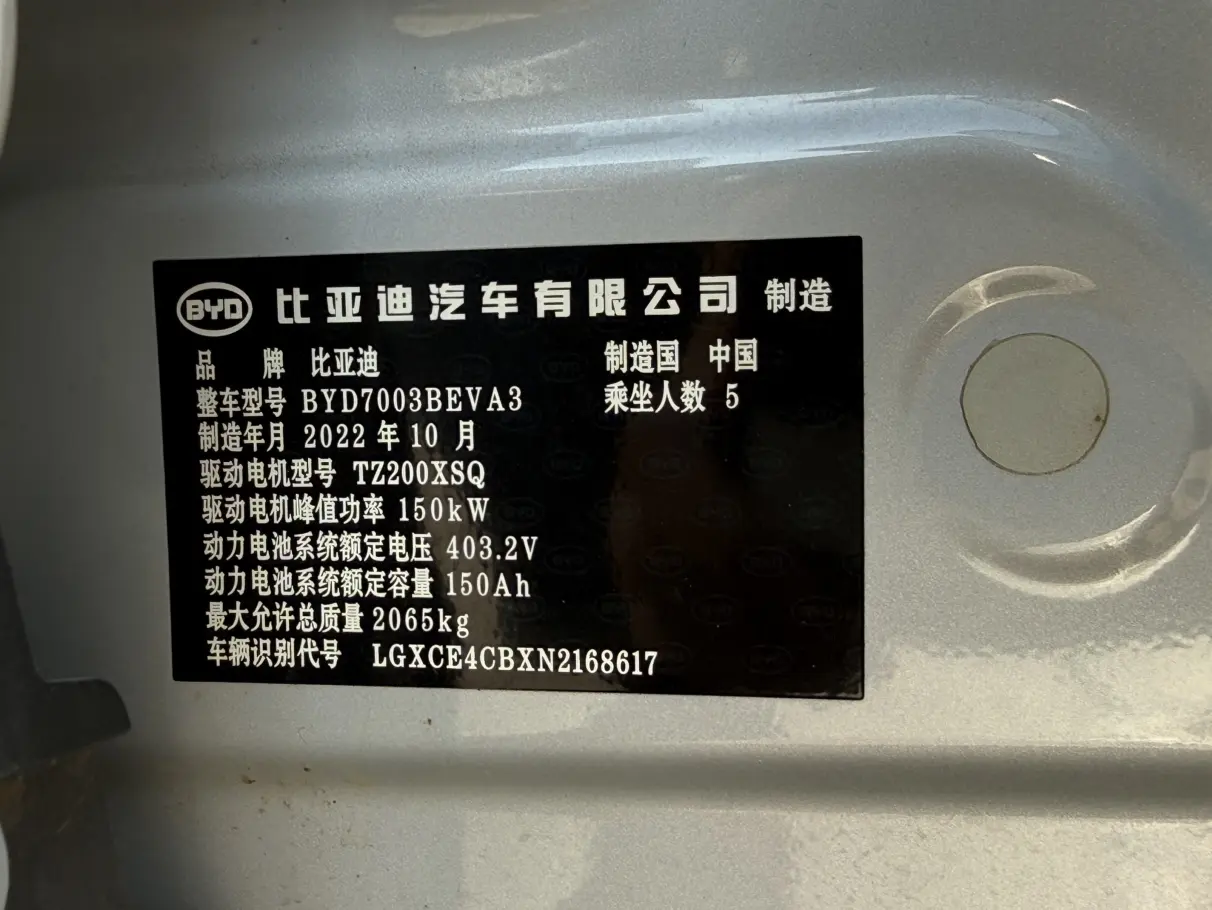 BYD 比亚迪汽车有限公司 制造
品 牌 比亚迪 制造国 中国
整车型号 BYD7003BEVA3 乘坐人数 5
制造年月 2022 年 10 月
驱动电机型号 TZ200XSQ
驱动电机峰值功率 150kW
动力电池系统额定电压 403.2V
动力电池系统额定容量 150Ah
最大允许总质量 2065kg
车辆识别代号 LGXCE4CBXN2168617